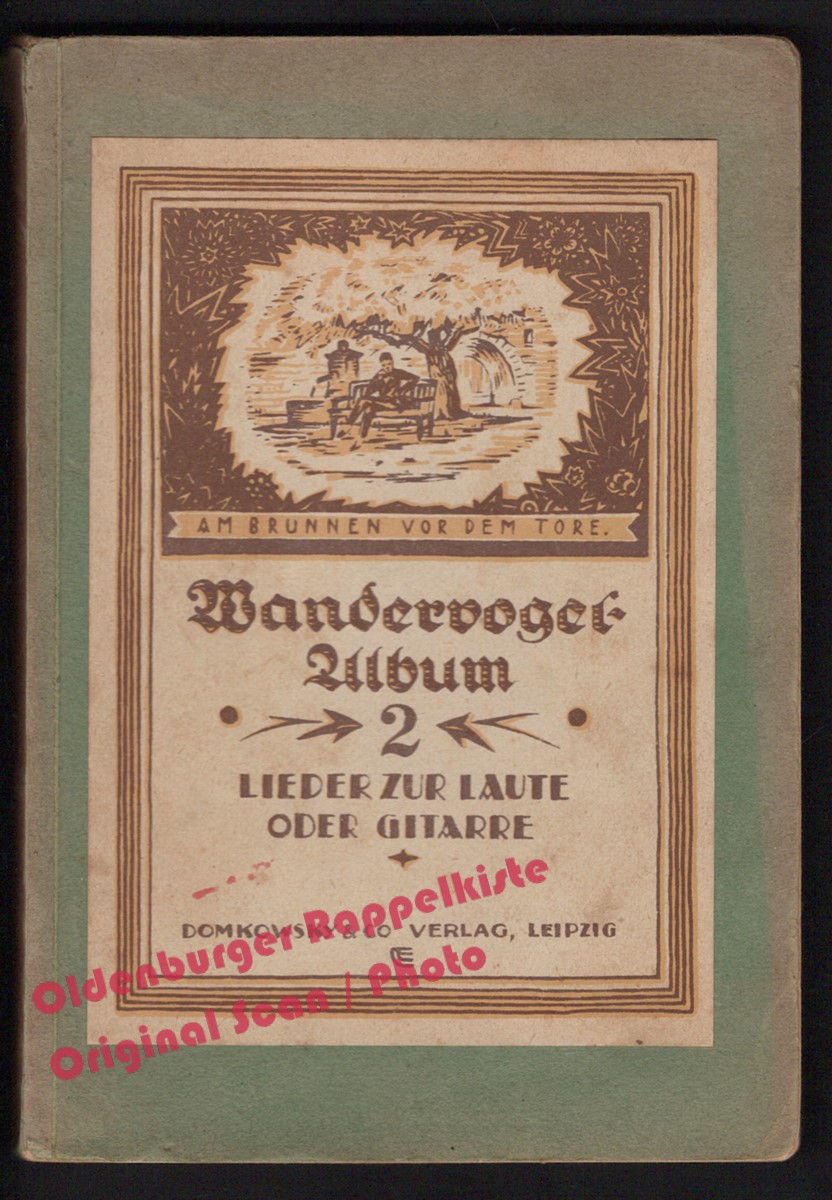 AM BRUNNEN VOR DEM TORE.
Wandervogel-
Album
2
LIEDER ZUR LAUTE
ODER GITARRE
DOMKOWSKY & CO VERLAG, LEIPZIG
Oldenburger Rappelkiste
Original Scan / Photo